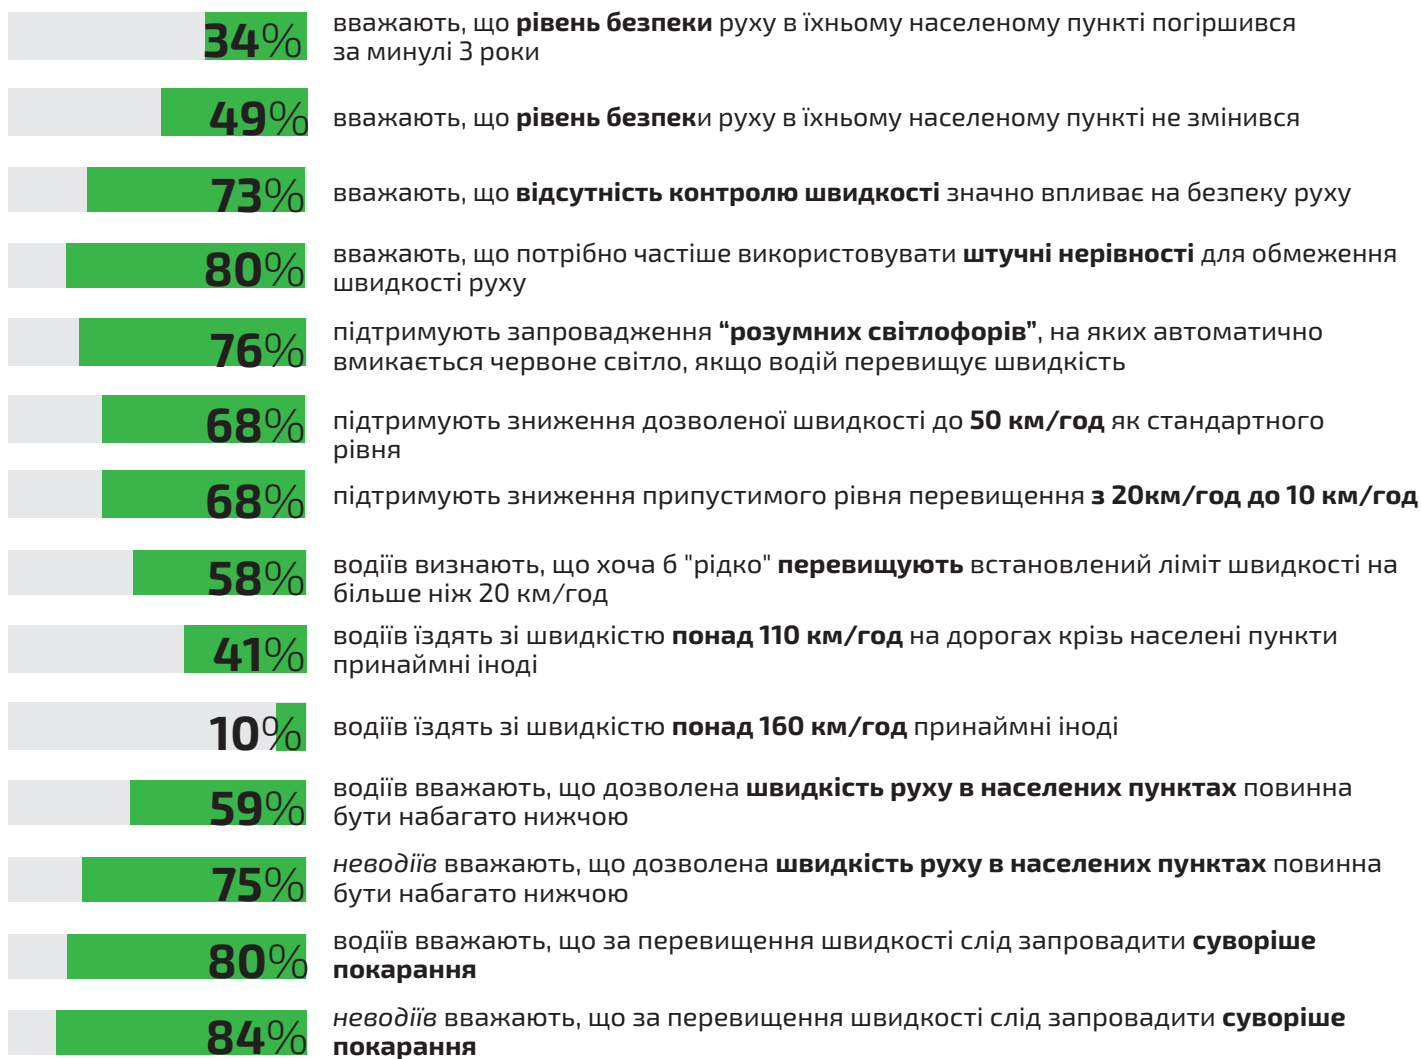 34% вважають, що рівень безпеки руху в їхньому населеному пункті погіршився
за минулі 3 роки
49% вважають, що рівень безпеки руху в їхньому населеному пункті не змінився
73% вважають, що відсутність контролю швидкості значно впливає на безпеку руху
80% вважають, що потрібно частіше використовувати штучні нерівності для обмеження
швидкості руху
76% підтримують запровадження “розумних світлофорів”, на яких автоматично
вмикається червоне світло, якщо водій перевищує швидкість
68% підтримують зниження дозволеної швидкості до 50 км/год як стандартного
рівня
68% підтримують зниження припустимого рівня перевищення з 20км/год до 10 км/год
58% водіїв визнають, що хоча б "рідко" перевищують встановлений ліміт швидкості на
більше ніж 20 км/год
41% водіїв їздять зі швидкістю понад 110 км/год на дорогах крізь населені пункти
принаймні іноді
10% водіїв їздять зі швидкістю понад 160 км/год принаймні іноді
59% водіїв вважають, що дозволена швидкість руху в населених пунктах повинна
бути набагато нижчою
75% неводіїв вважають, що дозволена швидкість руху в населених пунктах повинна
бути набагато нижчою
80% водіїв вважають, що за перевищення швидкості слід запровадити суворіше
покарання
84% неводіїв вважають, що за перевищення швидкості слід запровадити суворіше
покарання